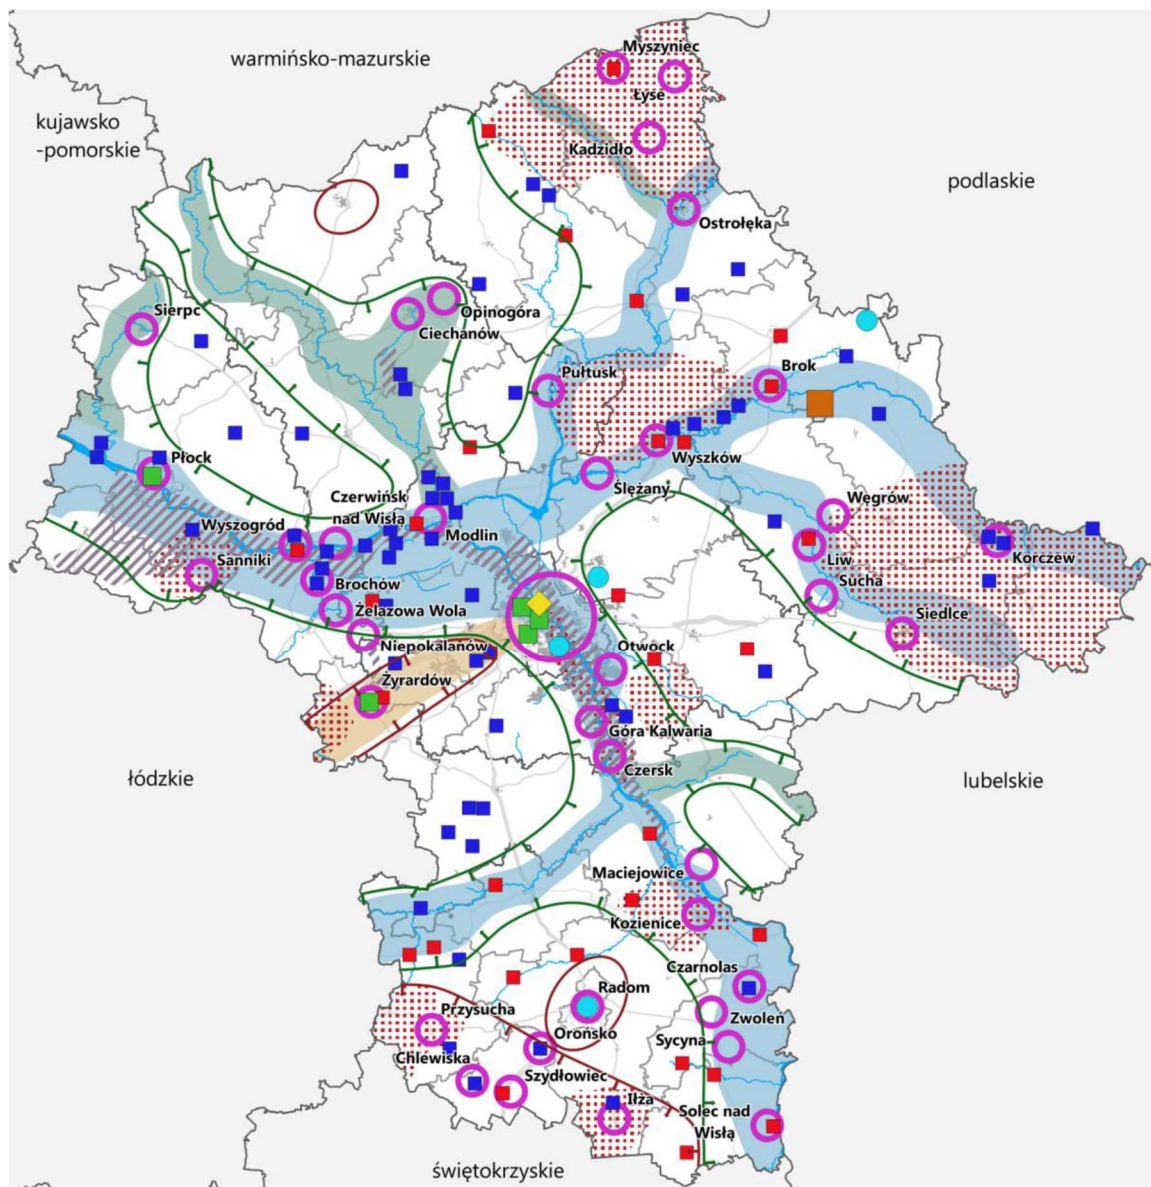 warmińsko-mazurskie
kujawsko
-pomorskie
podlaskie
Myszyniec
Łyse
Kadzidło
Ostrołęka
Sierpc
Opinogóra
Ciechanów
Pułtusk
Brok
Płock
Wyszków
Ślężany
Czerwińsk
nad Wisłą
Wyszogród
Modlin
Węgrów
Sanniki
Liw
Korczew
Brochów
Sucha
Żelazowa Wola
Siedlce
Niepokalanów
Otwock
Żyrardów
Góra Kalwaria
Czersk
łódzkie
lubelskie
Maciejowice
Kozienice
Czarnolas
Radom
Przysucha
Zwoleń
Orońsko
Sycyna
Chlewiska
Szydłowiec
Iłża
Solec nad
Wisłą
świętokrzyskie